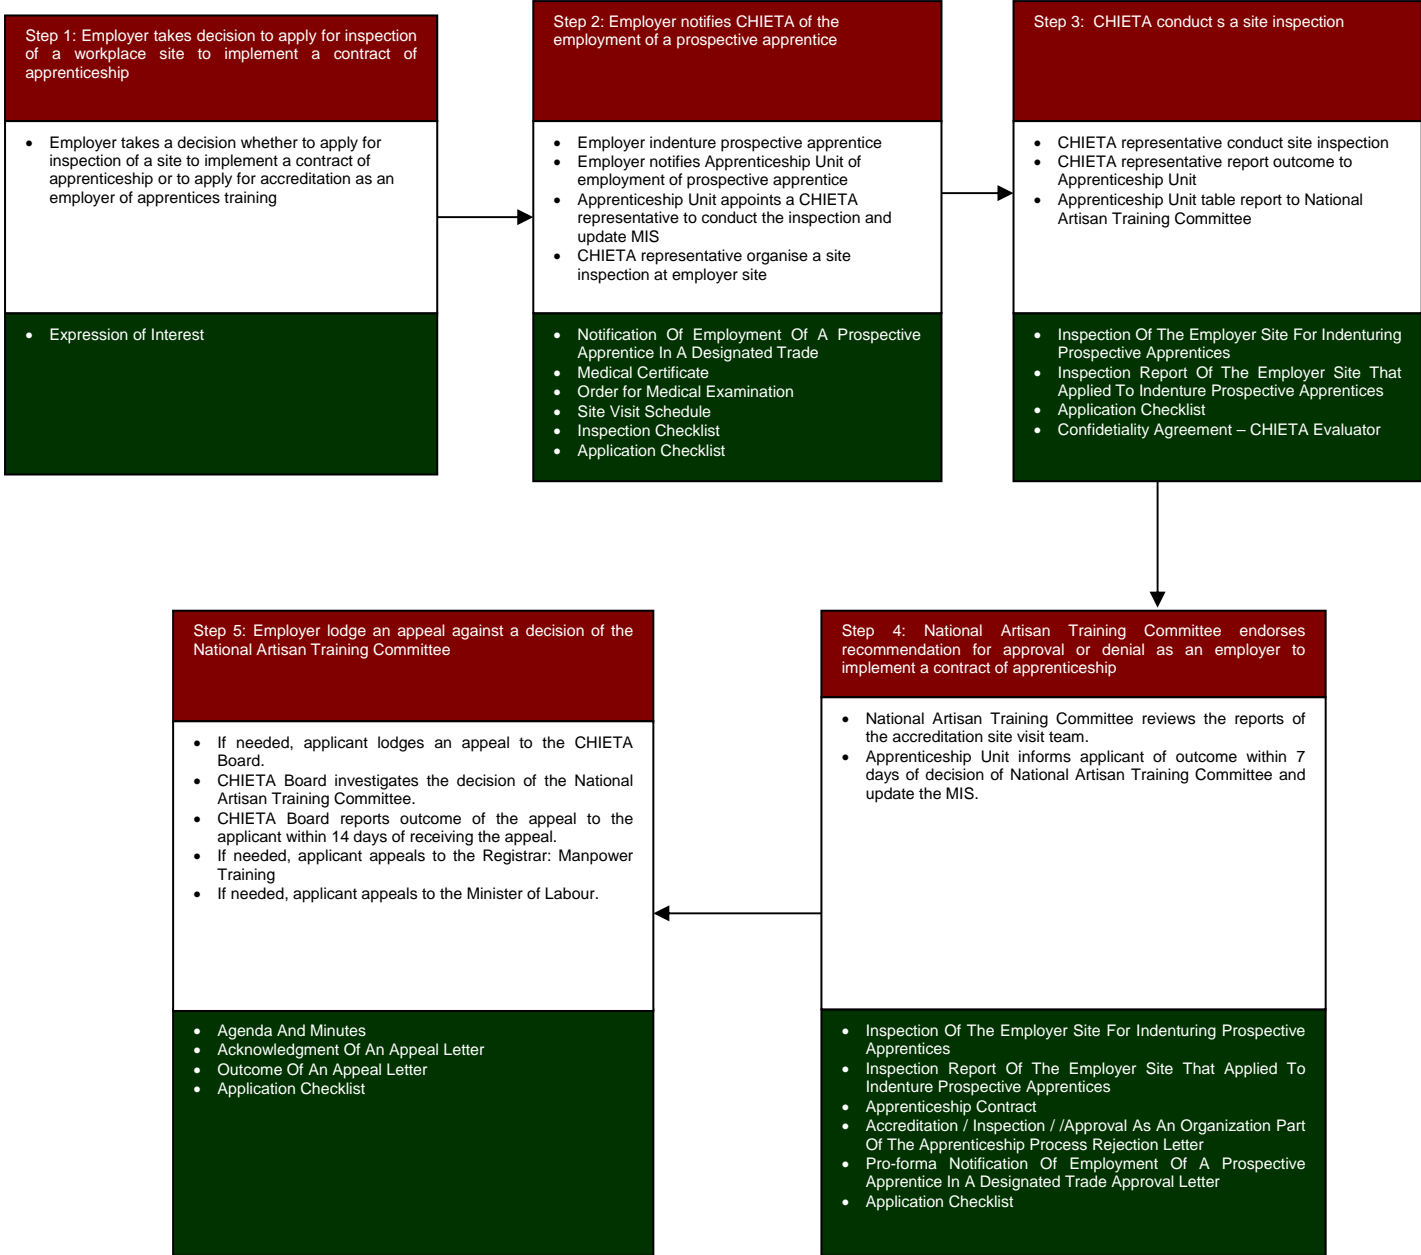 Step 1: Employer takes decision to apply for inspection
of a workplace site to implement a contract of
apprenticeship
• Employer takes a decision whether to apply for
inspection of a site to implement a contract of
apprenticeship or to apply for accreditation as an
employer of apprentices training
• Expression of Interest
Step 2: Employer notifies CHIETA of the
employment of a prospective apprentice
• Employer indenture prospective apprentice
• Employer notifies Apprenticeship Unit of
employment of prospective apprentice
• Apprenticeship Unit appoints a CHIETA
representative to conduct the inspection and
update MIS
• CHIETA representative organise a site
inspection at employer site
• Notification Of Employment Of A Prospective
Apprentice In A Designated Trade
• Medical Certificate
• Order for Medical Examination
• Site Visit Schedule
• Inspection Checklist
• Application Checklist
Step 3: CHIETA conduct s a site inspection
• CHIETA representative conduct site inspection
• CHIETA representative report outcome to
Apprenticeship Unit
• Apprenticeship Unit table report to National
Artisan Training Committee
• Inspection Of The Employer Site For Indenturing
Prospective Apprentices
• Inspection Report Of The Employer Site That
Applied To Indenture Prospective Apprentices
• Application Checklist
• Confidetiality Agreement – CHIETA Evaluator
Step 4: National Artisan Training Committee endorses
recommendation for approval or denial as an employer to
implement a contract of apprenticeship
• National Artisan Training Committee reviews the reports of
the accreditation site visit team.
• Apprenticeship Unit informs applicant of outcome within 7
days of decision of National Artisan Training Committee and
update the MIS.
• Inspection Of The Employer Site For Indenturing Prospective
Apprentices
• Inspection Report Of The Employer Site That Applied To
Indenture Prospective Apprentices
• Apprenticeship Contract
• Accreditation / Inspection / /Approval As An Organization Part
Of The Apprenticeship Process Rejection Letter
• Pro-forma Notification Of Employment Of A Prospective
Apprentice In A Designated Trade Approval Letter
• Application Checklist
Step 5: Employer lodge an appeal against a decision of the
National Artisan Training Committee
• If needed, applicant lodges an appeal to the CHIETA
Board.
• CHIETA Board investigates the decision of the National
Artisan Training Committee.
• CHIETA Board reports outcome of the appeal to the
applicant within 14 days of receiving the appeal.
• If needed, applicant appeals to the Registrar: Manpower
Training
• If needed, applicant appeals to the Minister of Labour.
• Agenda And Minutes
• Acknowledgment Of An Appeal Letter
• Outcome Of An Appeal Letter
• Application Checklist